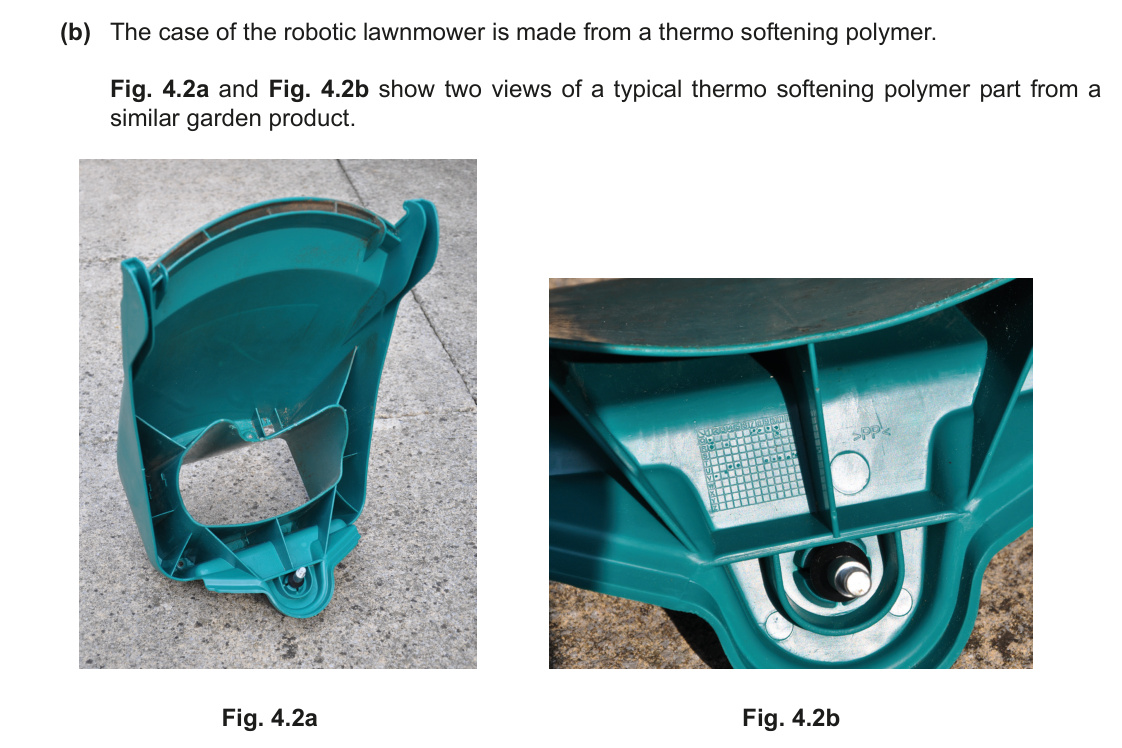 (b) The case of the robotic lawnmower is made from a thermo softening polymer.
Fig. 4.2a and Fig. 4.2b show two views of a typical thermo softening polymer part from a
similar garden product.
>PP<
Fig. 4.2a
Fig. 4.2b